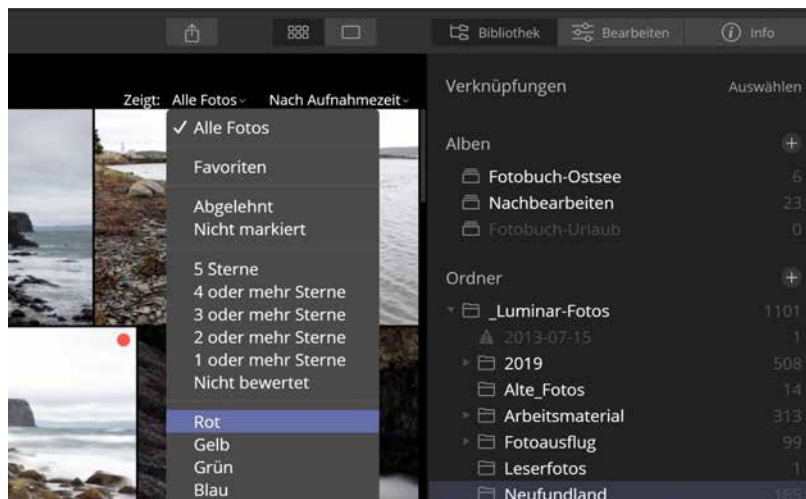 Bibliothek Bearbeiten Info
Zeigt: Alle Fotos Nach Aufnahmezeit
✓ Alle Fotos
Favoriten
Abgelehnt
Nicht markiert
5 Sterne
4 oder mehr Sterne
3 oder mehr Sterne
2 oder mehr Sterne
1 oder mehr Sterne
Nicht bewertet
Rot
Gelb
Grün
Blau
Verknüpfungen Auswählen
Alben
Fotobuch-Ostsee 6
Nachbearbeiten 23
Fotobuch-Urlaub 0
Ordner
_Luminar-Fotos 1101
2013-07-15 1
2019 508
Alte_Fotos 14
Arbeitsmaterial 313
Fotoausflug 99
Leserfotos 1
Neufundland 165